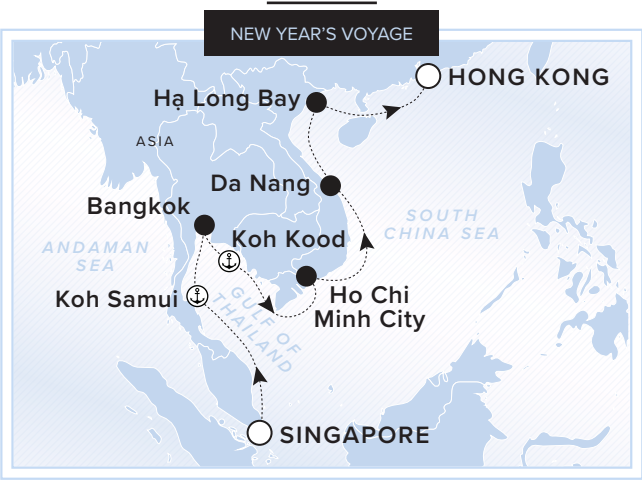 NEW YEAR'S VOYAGE
HONG KONG
Hạ Long Bay
ASIA
Da Nang
Bangkok
SOUTH
CHINA SEA
Koh Kood
ANDAMAN
SEA
Koh Samui
GULF OF
THAILAND
Ho Chi
Minh City
SINGAPORE